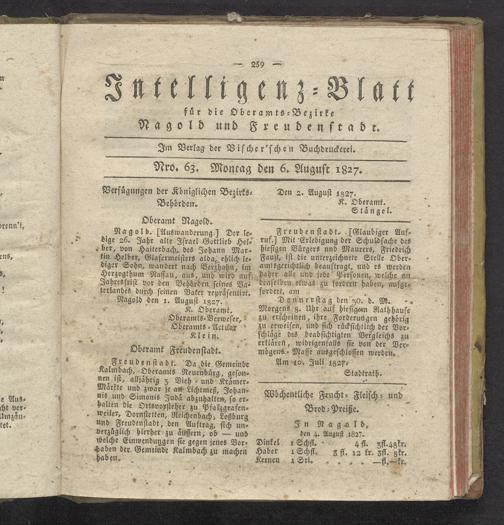 — 259 —
Intelligenz-Blatt
für die Oberamts-Bezirke
Nagold und Freudenstadt.
Im Verlag der Vischer'schen Buchdruckerei.
Nro. 63. Montag den 6. August 1827.
Verfügungen der Königlichen Bezirks-
Behörden.
Oberamt Nagold.
Nagold. [Auswanderung.] Der le-
dige 26. Jahr alte Israel Gottlieb Hel-
ber, von Haiterbach, des Johann Mar-
tin Helber, Glasermeisters alda, ehlich le-
diger Sohn, wandert nach
Herzogthum Nassau, aus, und wird auf
Jahresfrist vor den Behörden seines Va-
terlandes durch seinen Vater repräsentirt.
Nagold den 1. August 1827.
K. Oberamt.
Oberamts-Verweser,
Oberamts-Actuar
Klein.
Oberamt Freudenstadt.
Freudenstadt. Da die Gemeinde
Kalmbach, Oberamts Neuenbürg, geson-
nen ist, alljährig 3 Vieh- und Krämer-
Märkte und zwar je an Lichtmeß, Johan-
nis und Simonis Judä abzuhalten, so er-
halten die Ortsvorsteher zu Pfalzgrafen-
weiler, Dornstetten, Reichenbach, Loßburg
und Freudenstadt, den Auftrag, sich un-
verzüglich hierher zu äussern, ob — und
welche Einwendungen sie gegen jenes Vor-
haben der Gemeinde Kalmbach zu machen
haben.
Den 2. August 1827.
K. Oberamt.
Stängel.
Freudenstadt. [Glaubiger Auf-
ruf.] Mit Erledigung der Schuldsache des
hiesigen Bürgers und Maurers, Friedrich
Faust, ist die unterzeichnete Stelle Ober-
amtsgerichtlich beauftragt, und es werden
daher alle und jede Personen, welche an
denselben etwas zu fordern haben, aufge-
fordert, am
Donnerstag den 30. d. M.
Morgens 8. Uhr auf hiesigem Rathhause
zu erscheinen, ihre Forderungen gehörig
zu erweisen, und sich rücksichtlich der Vor-
schläge des beabsichtigten Vergleichs zu
erklären, widrigenfalls sie von der Ver-
mögens-Masse ausgeschlossen werden.
Am 30. Juli 1827.
Stadtrath.
Wöchentliche Frucht- Fleisch- und
Brod-Preiße.
In Nagold,
den 4. August 1827.
Dinkel 1 Schfl. 4 fl. 3fl.48kr.
Haber 1 Schfl. 3 fl. 12 kr. 3fl. 8kr.
Kernen 1 Sri. —fl.—kr.